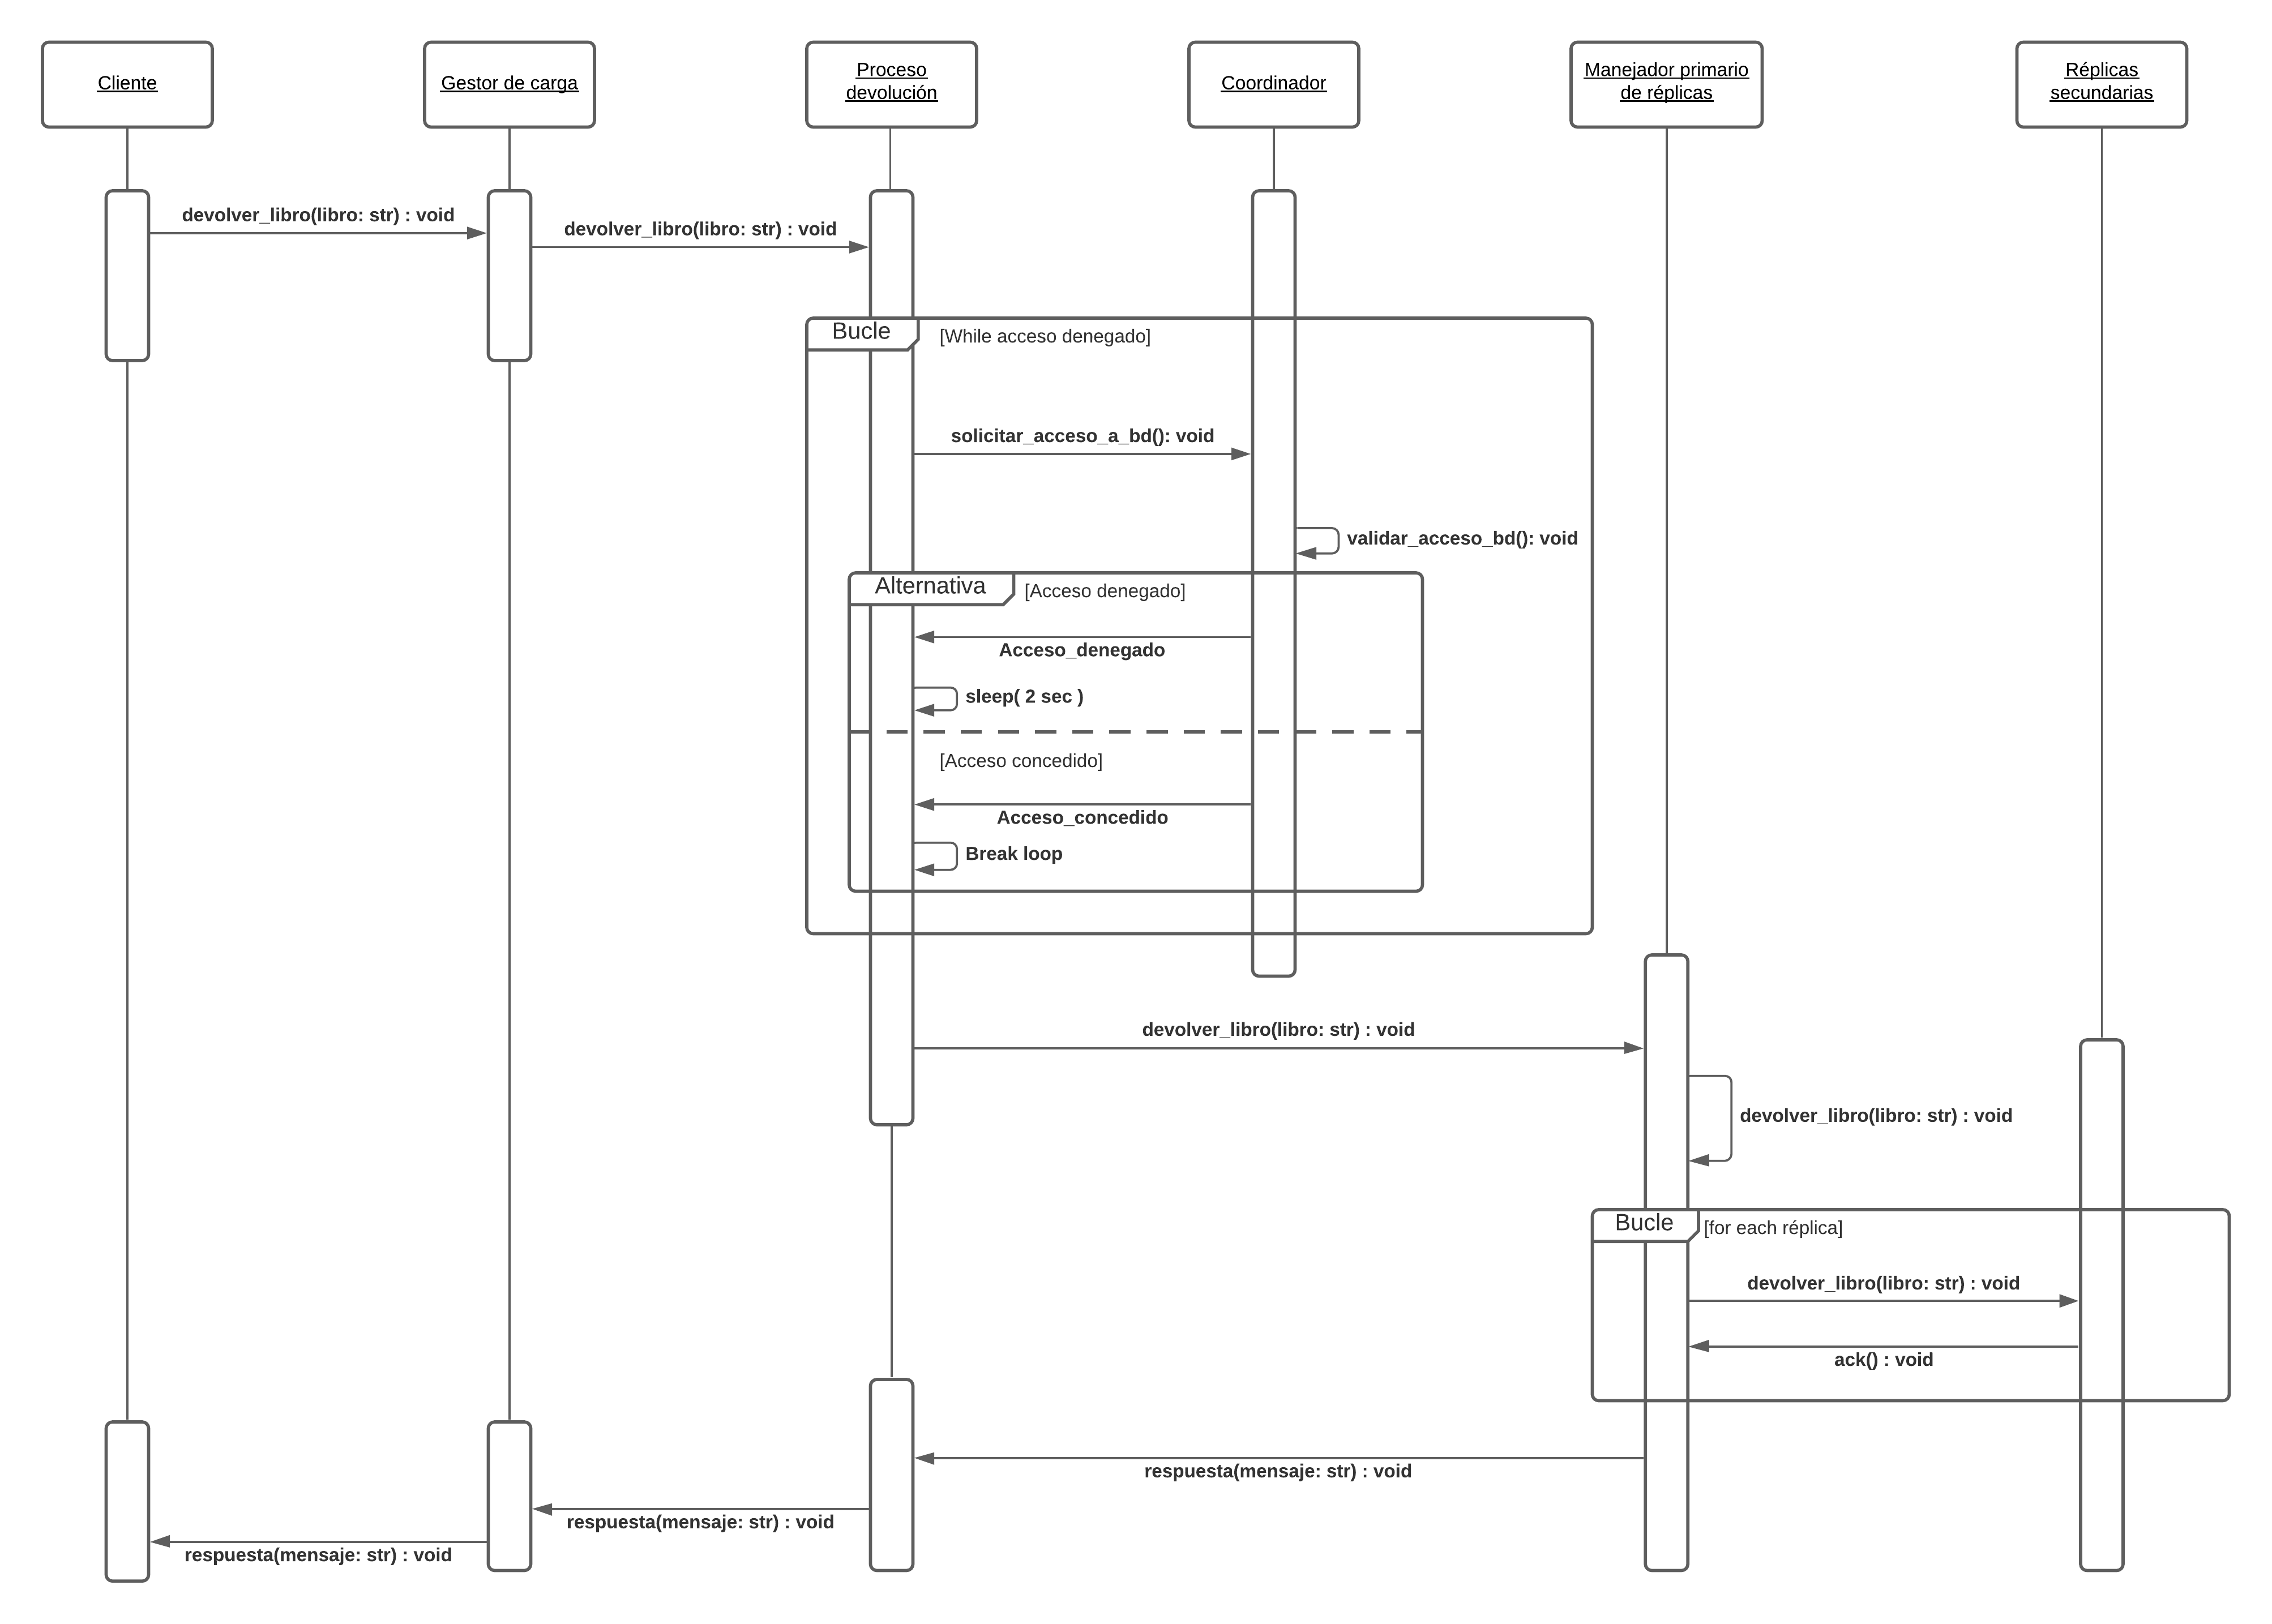 Cliente
Gestor de carga
Proceso
devolución
Coordinador
Manejador primario
de réplicas
Réplicas
secundarias
devolver_libro(libro: str) : void
devolver_libro(libro: str) : void
Bucle
[While acceso denegado]
solicitar_acceso_a_bd(): void
validar_acceso_bd(): void
Alternativa
[Acceso denegado]
Acceso_denegado
sleep( 2 sec )
[Acceso concedido]
Acceso_concedido
Break loop
devolver_libro(libro: str) : void
devolver_libro(libro: str) : void
Bucle
[for each réplica]
devolver_libro(libro: str) : void
ack() : void
respuesta(mensaje: str) : void
respuesta(mensaje: str) : void
respuesta(mensaje: str) : void